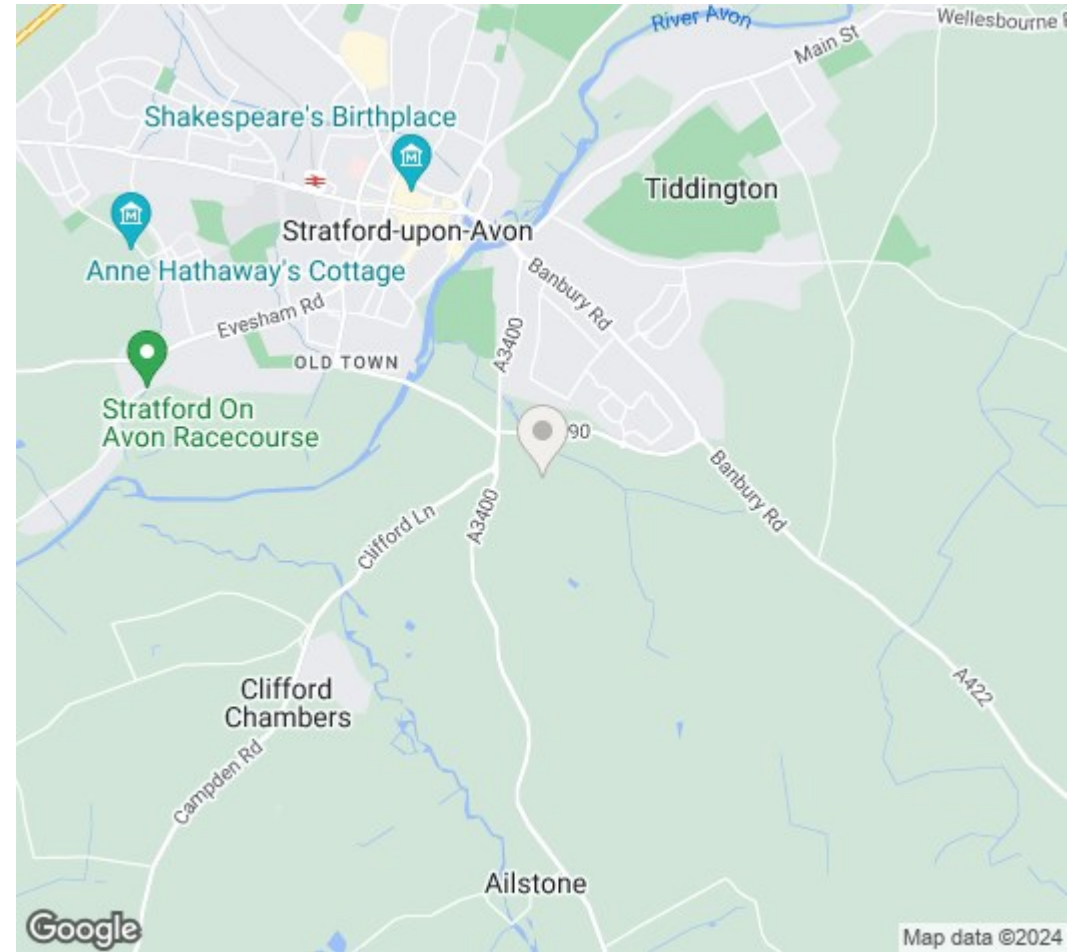 River Avon
Wellesbourne
Main St
Shakespeare's Birthplace
Tiddington
Stratford-upon-Avon
Anne Hathaway's Cottage
Banbury Rd
Evesham Rd
A3400
OLD TOWN
Stratford On
Avon Racecourse
90
Banbury Rd
A3400
Clifford Ln
A422
Clifford
Chambers
Campden Rd
Ailstone
Google
Map data ©2024